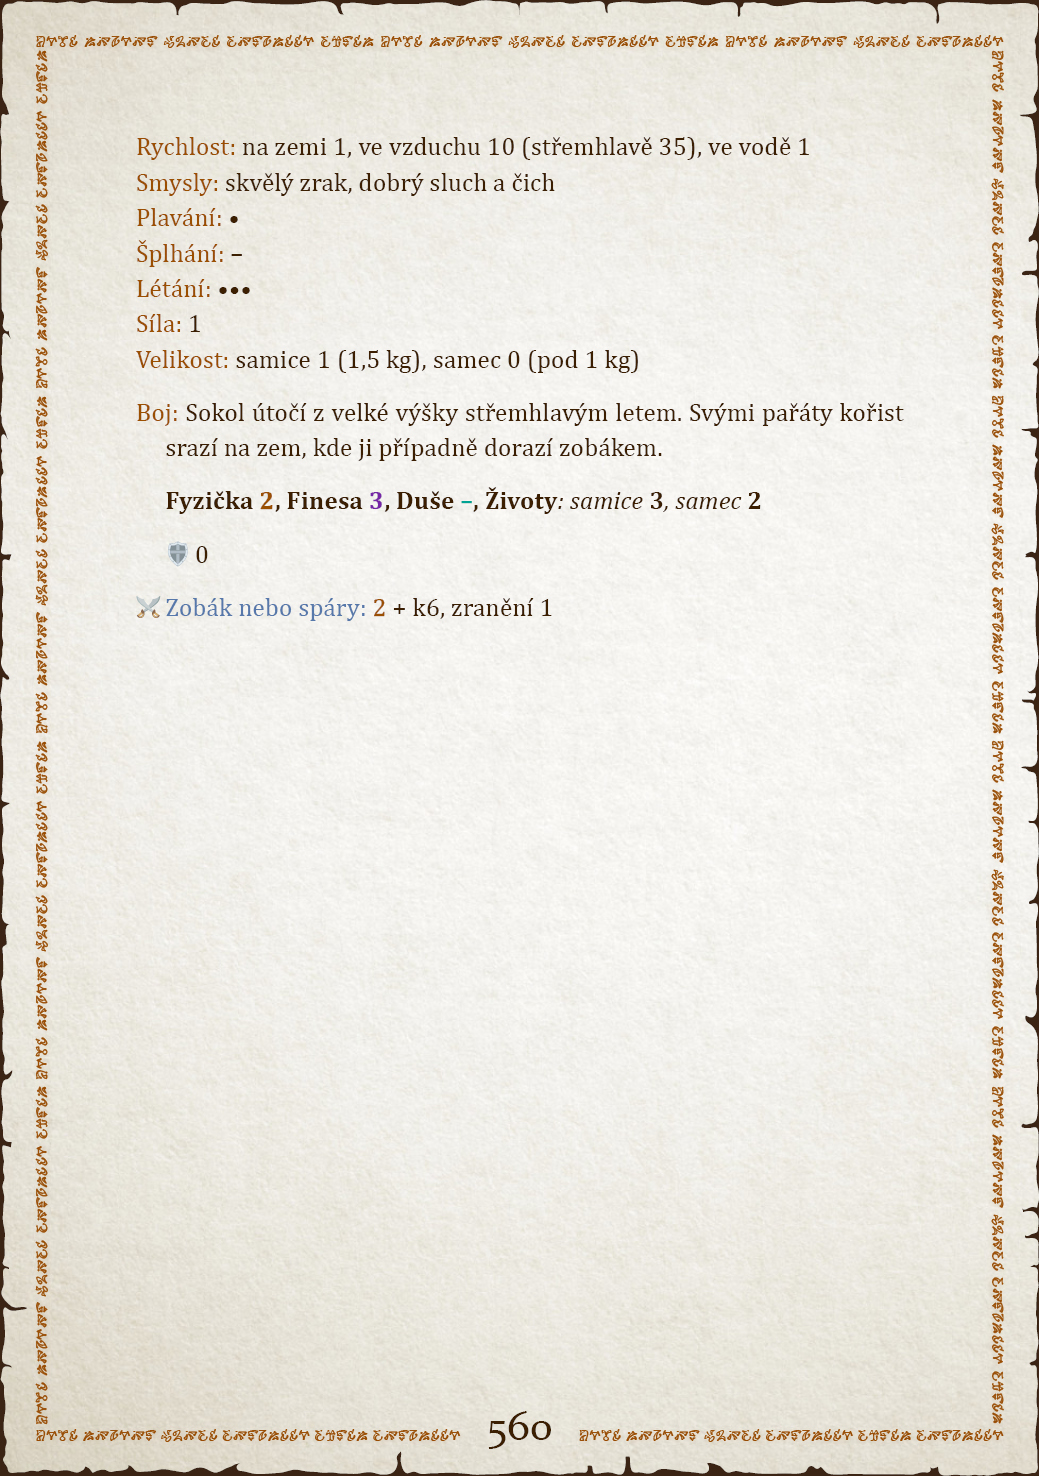 Rychlost: na zemi 1, ve vzduchu 10 (střemhlavě 35), ve vodě 1
Smysly: skvělý zrak, dobrý sluch a čich
Plavání: •
Šplhání: –
Létání: •••
Síla: 1
Velikost: samice 1 (1,5 kg), samec 0 (pod 1 kg)
Boj: Sokol útočí z velké výšky střemhlavým letem. Svými pařáty kořist
srazí na zem, kde ji případně dorazí zobákem.
Fyzička 2, Finesa 3, Duše –, Životy: samice 3, samec 2
0
Zobák nebo spáry: 2 + k6, zranění 1
560